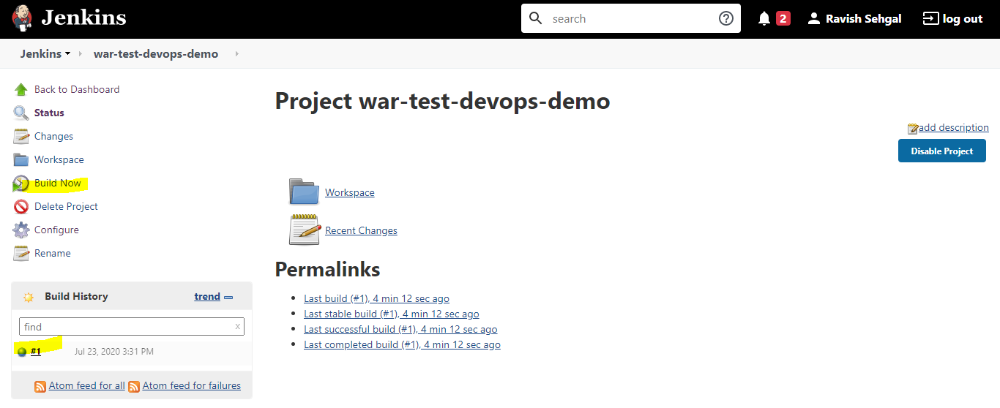 Jenkins
search
2
Ravish Sehgal
log out
Jenkins
war-test-devops-demo
Back to Dashboard
Status
Changes
Workspace
Build Now
Delete Project
Configure
Rename
Build History
trend
find
x
#1
Jul 23, 2020 3:31 PM
Atom feed for all
Atom feed for failures
Project war-test-devops-demo
add description
Disable Project
Workspace
Recent Changes
Permalinks
Last build (#1), 4 min 12 sec ago
Last stable build (#1), 4 min 12 sec ago
Last successful build (#1), 4 min 12 sec ago
Last completed build (#1), 4 min 12 sec ago